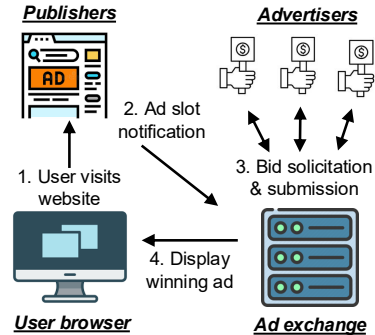 Publishers
Advertisers
AD
$ $ $
2. Ad slot
notification
1. User visits
website
3. Bid solicitation
& submission
4. Display
winning ad
User browser
Ad exchange